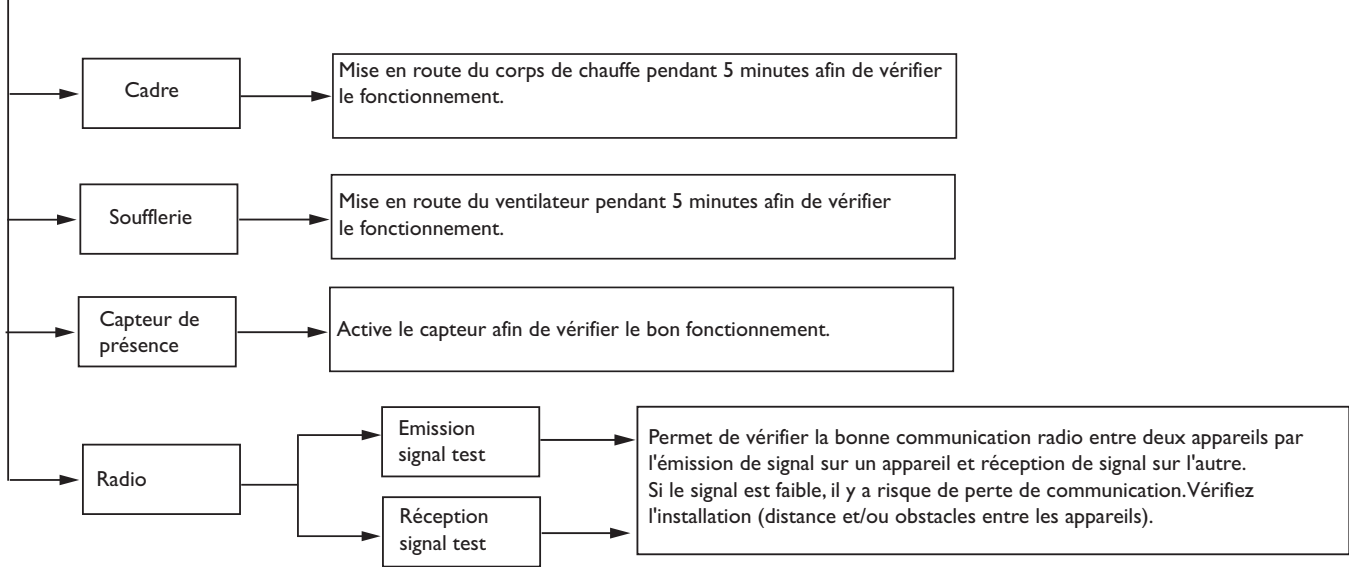 Cadre
Mise en route du corps de chauffe pendant 5 minutes afin de vérifier
le fonctionnement.
Soufflerie
Mise en route du ventilateur pendant 5 minutes afin de vérifier
le fonctionnement.
Capteur de
présence
Active le capteur afin de vérifier le bon fonctionnement.
Radio
Emission
signal test
Réception
signal test
Permet de vérifier la bonne communication radio entre deux appareils par
l'émission de signal sur un appareil et réception de signal sur l'autre.
Si le signal est faible, il y a risque de perte de communication. Vérifiez
l'installation (distance et/ou obstacles entre les appareils).